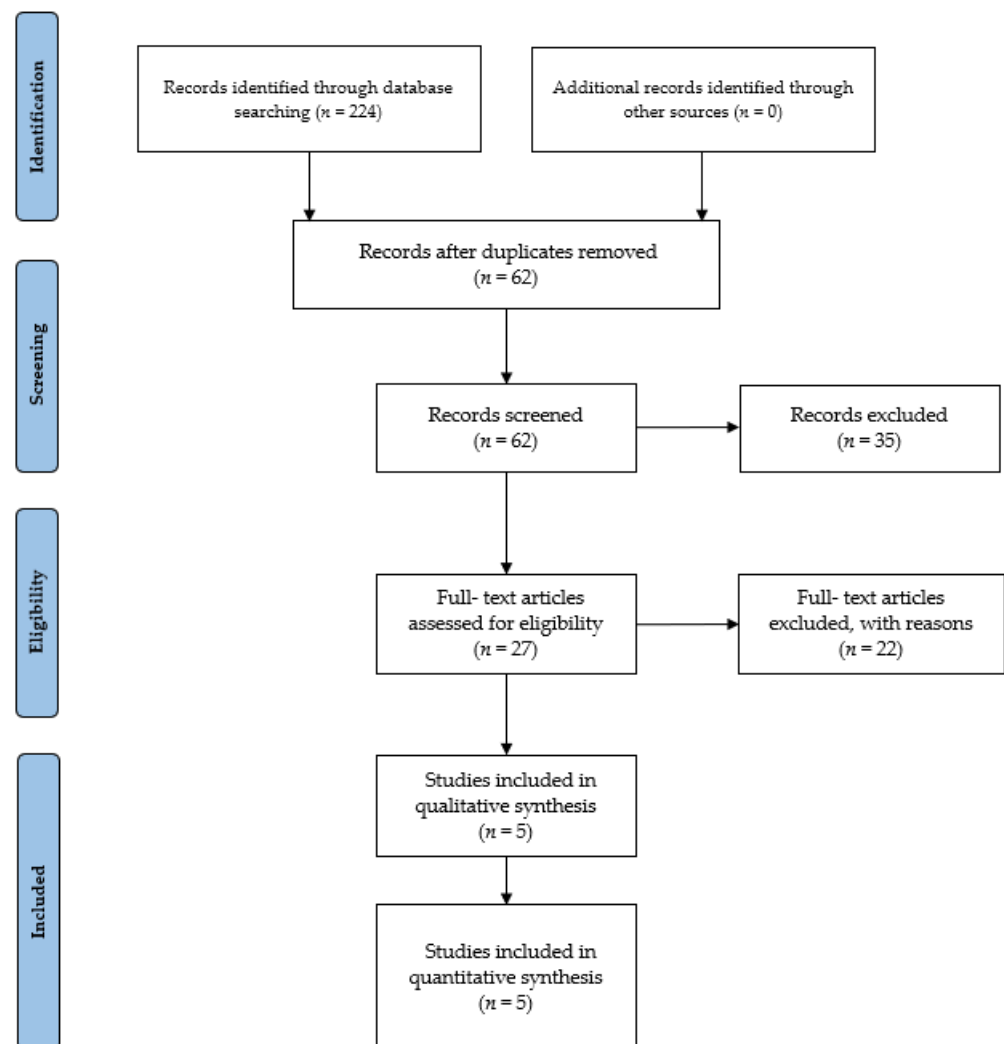 Identification
Records identified through database
searching (n = 224)
Additional records identified through
other sources (n = 0)
Records after duplicates removed
(n = 62)
Screening
Records screened
(n = 62)
Records excluded
(n = 35)
Eligibility
Full- text articles
assessed for eligibility
(n = 27)
Full- text articles
excluded, with reasons
(n = 22)
Included
Studies included in
qualitative synthesis
(n = 5)
Studies included in
quantitative synthesis
(n = 5)